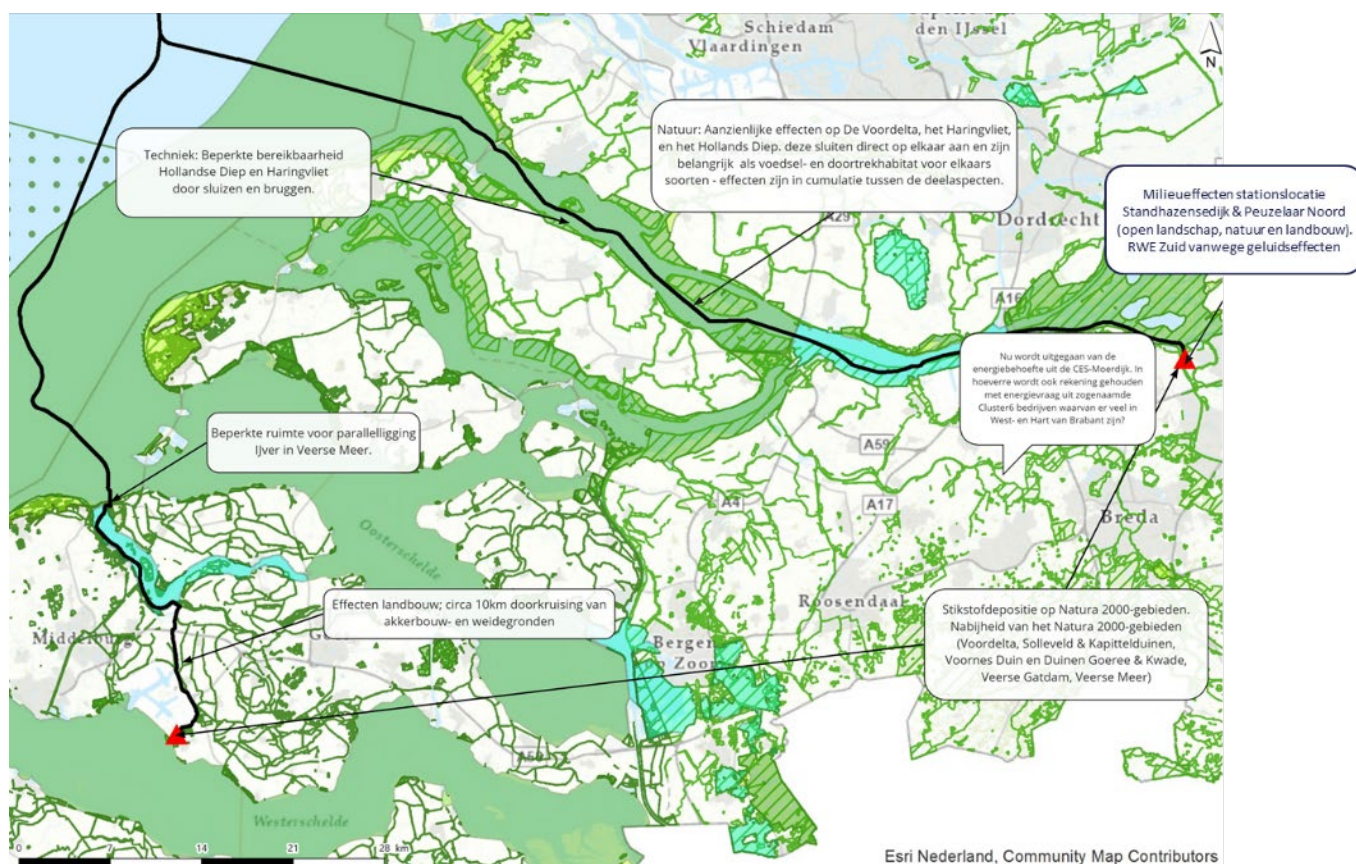 Schiedam
Vlaardingen
den IJssel
N
Techniek: Beperkte bereikbaarheid
Hollandse Diep en Haringvliet
door sluizen en bruggen.
Natuur: Aanzienlijke effecten op De Voordelta, het Haringvliet,
en het Hollands Diep. deze sluiten direct op elkaar aan en zijn
belangrijk als voedsel- en doortrekhabitat voor elkaars
soorten - effecten zijn in cumulatie tussen de deelaspecten.
Milieueffecten stationslocatie
Standhazensedijk & Peuzelaar Noord
(open landschap, natuur en landbouw).
RWE Zuid vanwege geluidseffecten
A29
Dordrecht
A16
Nu wordt uitgegaan van de
energiebehoefte uit de CES-Moerdijk. In
hoeverre wordt ook rekening gehouden
met energievraag uit zogenaamde
Cluster6 bedrijven waarvan er veel in
West- en Hart van Brabant zijn?
Beperkte ruimte voor parallelligging
IJver in Veerse Meer.
A59
A4
A17
Breda
Oosterschelde
Effecten landbouw; circa 10km doorkruising van
akkerbouw- en weidegronden
Roosendaal
Stikstofdepositie op Natura 2000-gebieden.
Nabijheid van het Natura 2000-gebieden
(Voordelta, Solleveld & Kapittelduinen,
Voornes Duin en Duinen Goeree & Kwade,
Veerse Gatdam, Veerse Meer)
Middelburg
Bergen
Zoom
Westerschelde
0 7 14 21 28 km
Esri Nederland, Community Map Contributors